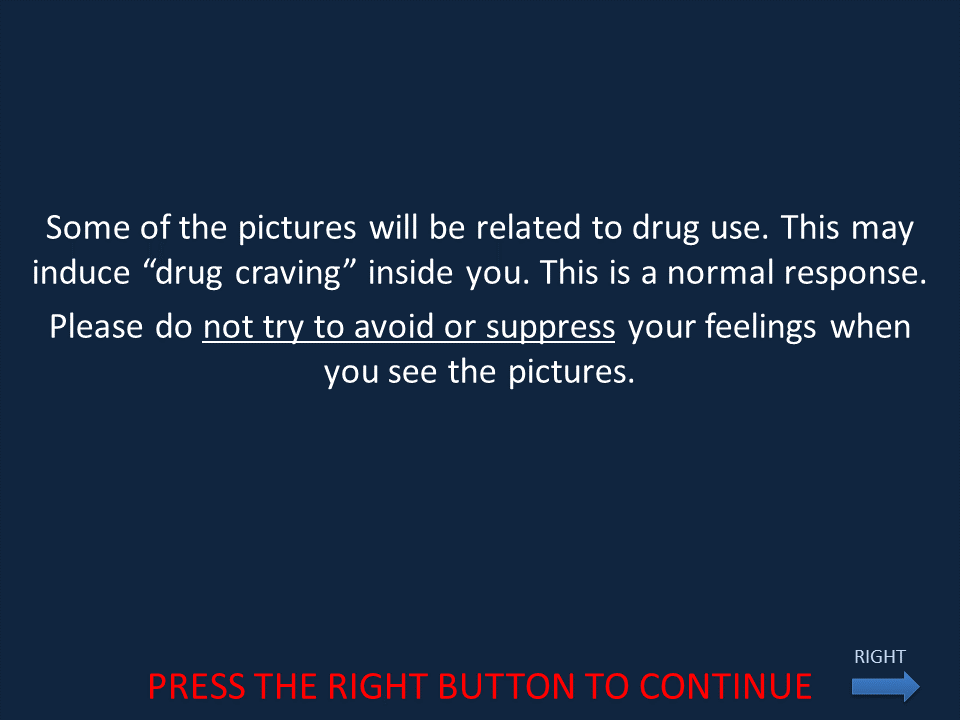 Some of the pictures will be related to drug use. This may
induce “drug craving” inside you. This is a normal response.
Please do not try to avoid or suppress your feelings when
you see the pictures.
RIGHT
PRESS THE RIGHT BUTTON TO CONTINUE